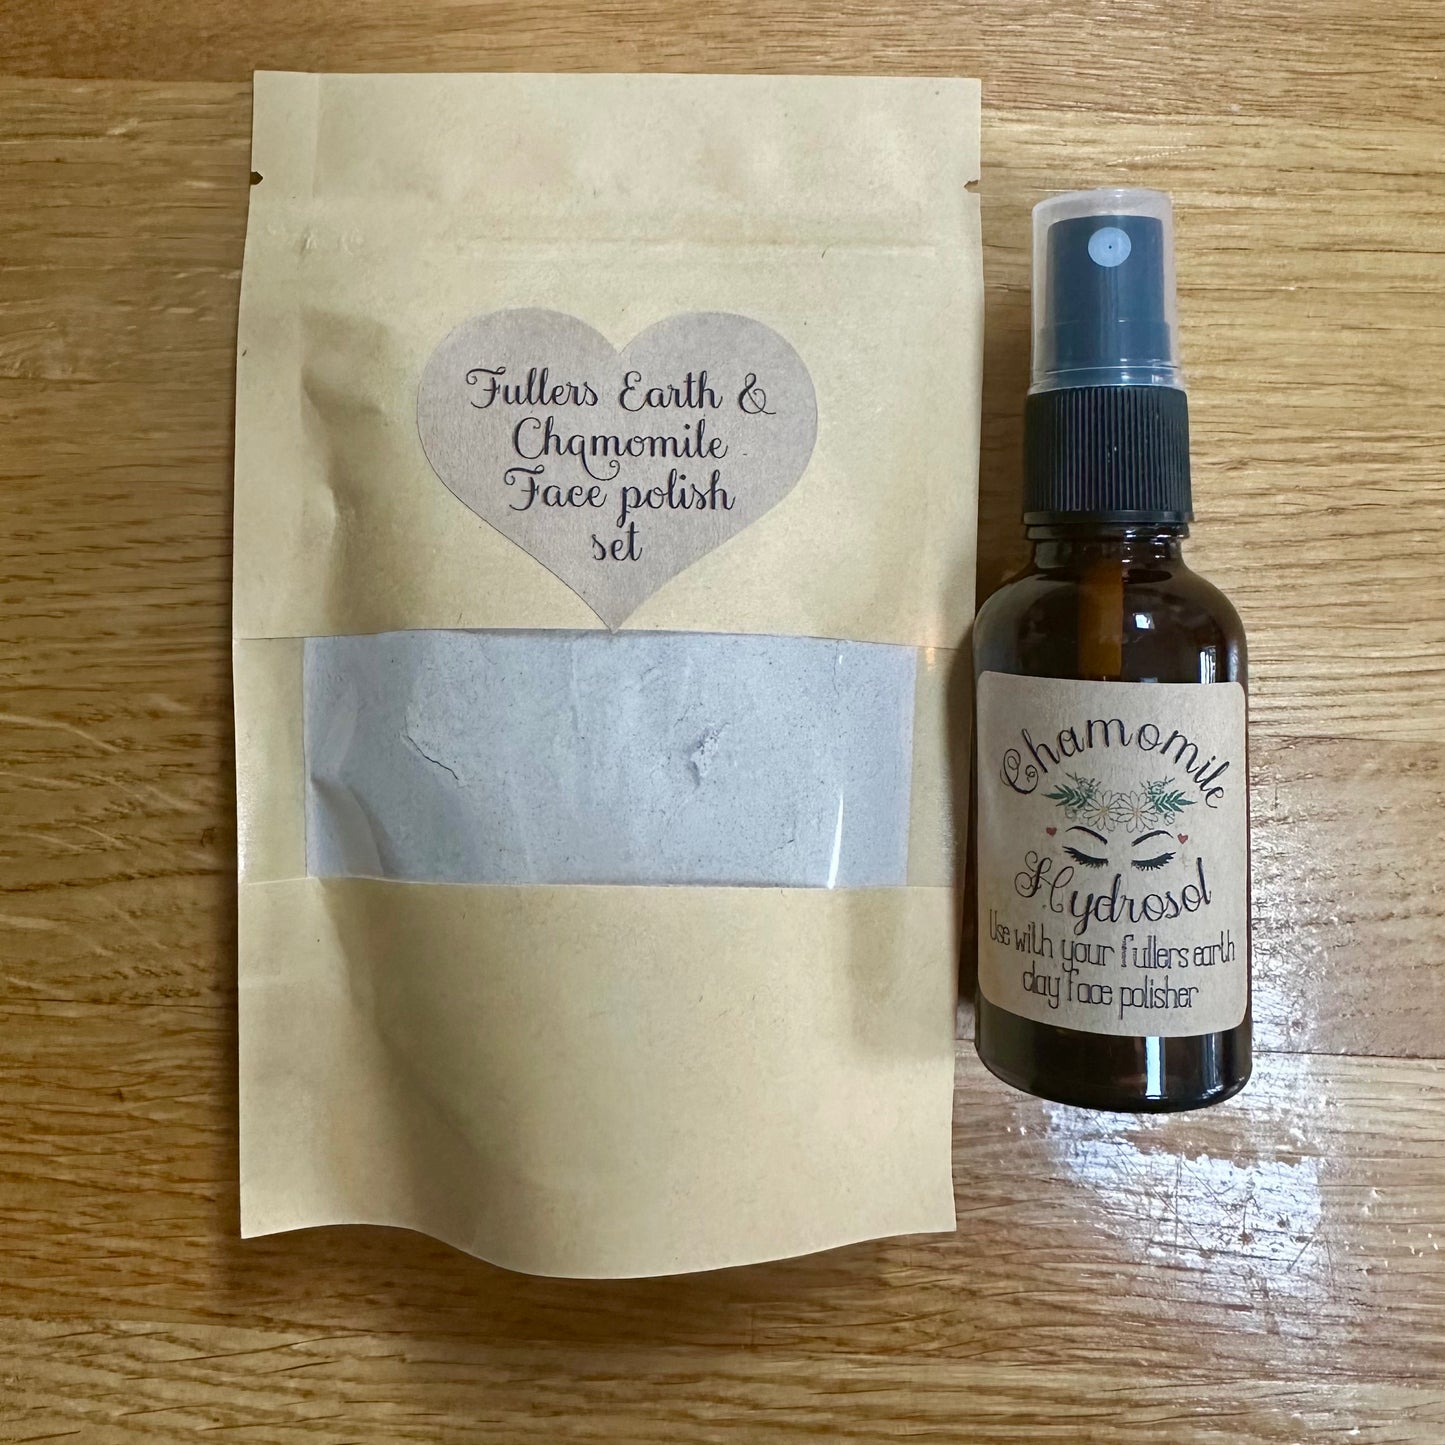 Fullers Earth &
Chamomile
Face polish
set
Chamomile
Hydrosol
Use with your fullers earth
clay face polisher